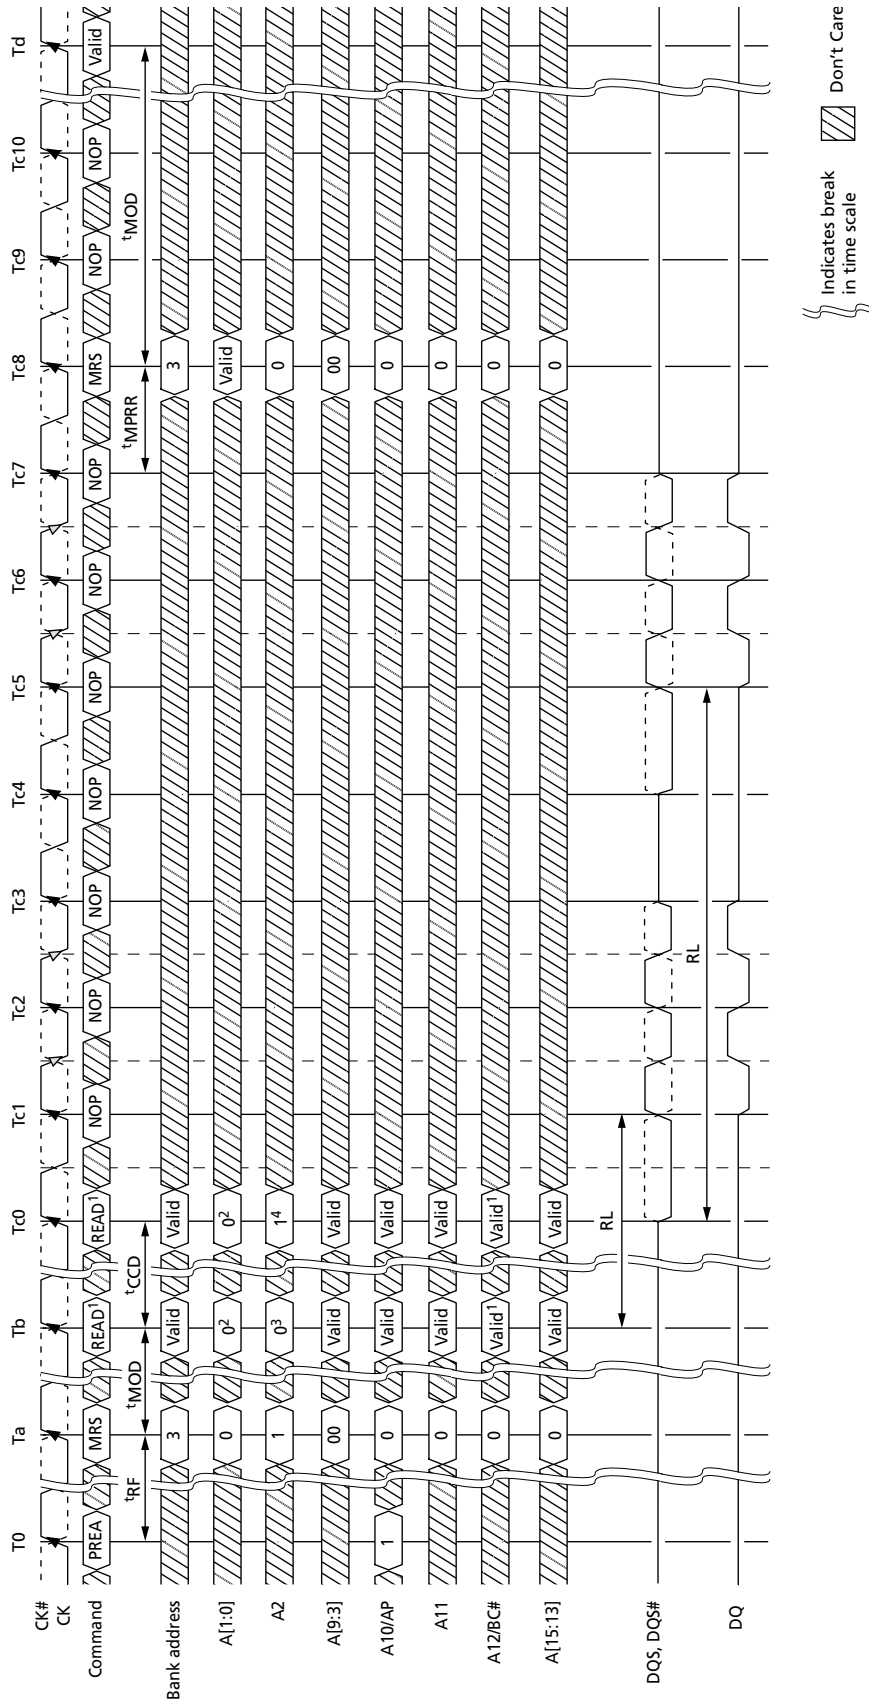 T0 Ta Tb Tc0 Tc1 Tc2 Tc3 Tc4 Tc5 Tc6 Tc7 Tc8 Tc9 Tc10 Td
CK#
CK
Command PREA MRS READ¹ READ¹ NOP NOP NOP NOP NOP NOP NOP MRS NOP NOP Valid
tRF tMOD tCCD tMPRR tMOD
Bank address 3 Valid Valid 3
A[1:0] 0 0² 0² Valid
A2 1 0³ 1⁴ 0
A[9:3] 00 Valid Valid 00
A10/AP 1 0 Valid Valid 0
A11 0 Valid Valid 0
A12/BC# 0 Valid¹ Valid¹ 0
A[15:13] 0 Valid Valid 0
RL
DQS, DQS#
RL
DQ
Indicates break
in time scale
Don't Care